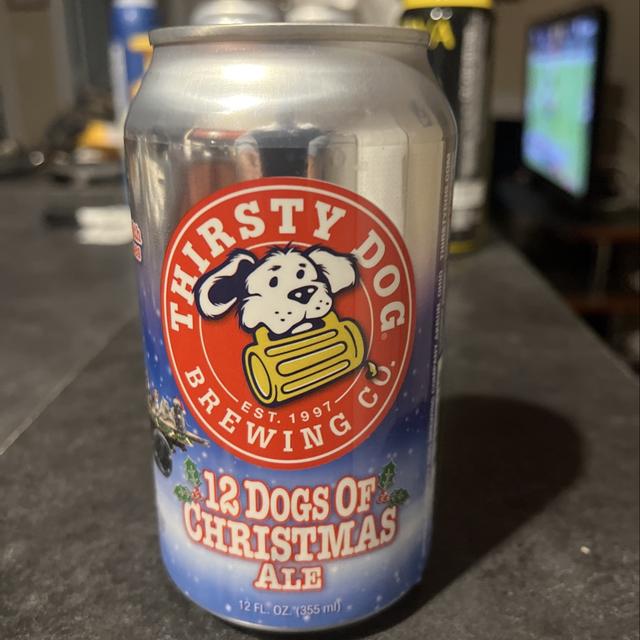 THIRSTY DOG
BREWING CO.
EST. 1997
12 DOGS OF
CHRISTMAS
ALE
12 FL. OZ. (355 ml)